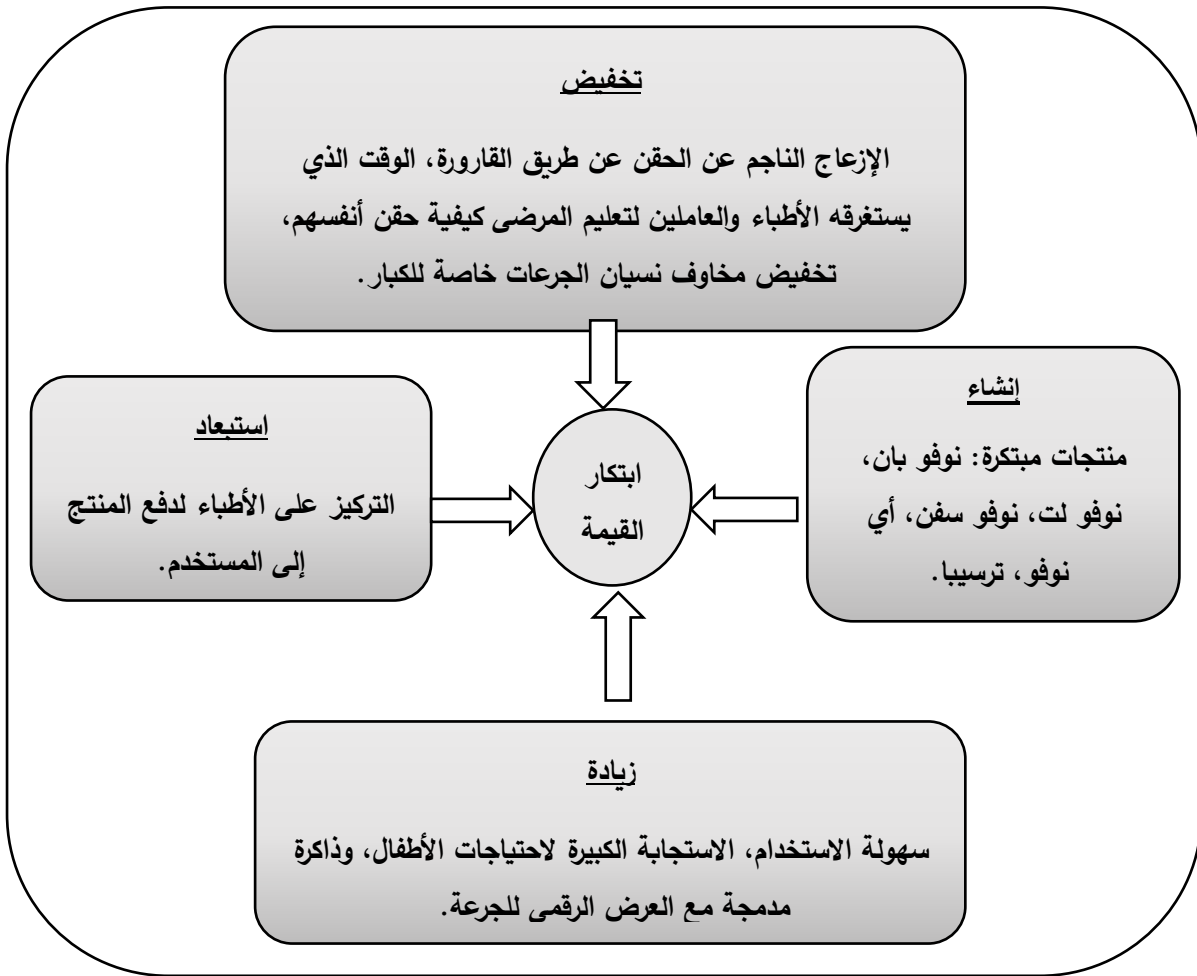 تخفيض
الإزعاج الناجم عن الحقن عن طريق القارورة، الوقت الذي
يستغرقه الأطباء والعاملين لتعليم المرضى كيفية حقن أنفسهم،
تخفيض مخاوف نسيان الجرعات خاصة للكبار.
إنشاء
منتجات مبتكرة: نوفو بان،
نوفو لت، نوفو سفن، أي
نوفو، ترسيبا.
ابتكار
القيمة
استبعاد
التركيز على الأطباء لدفع المنتج
إلى المستخدم.
زيادة
سهولة الاستخدام، الاستجابة الكبيرة لاحتياجات الأطفال، وذاكرة
مدمجة مع العرض الرقمي للجرعة.